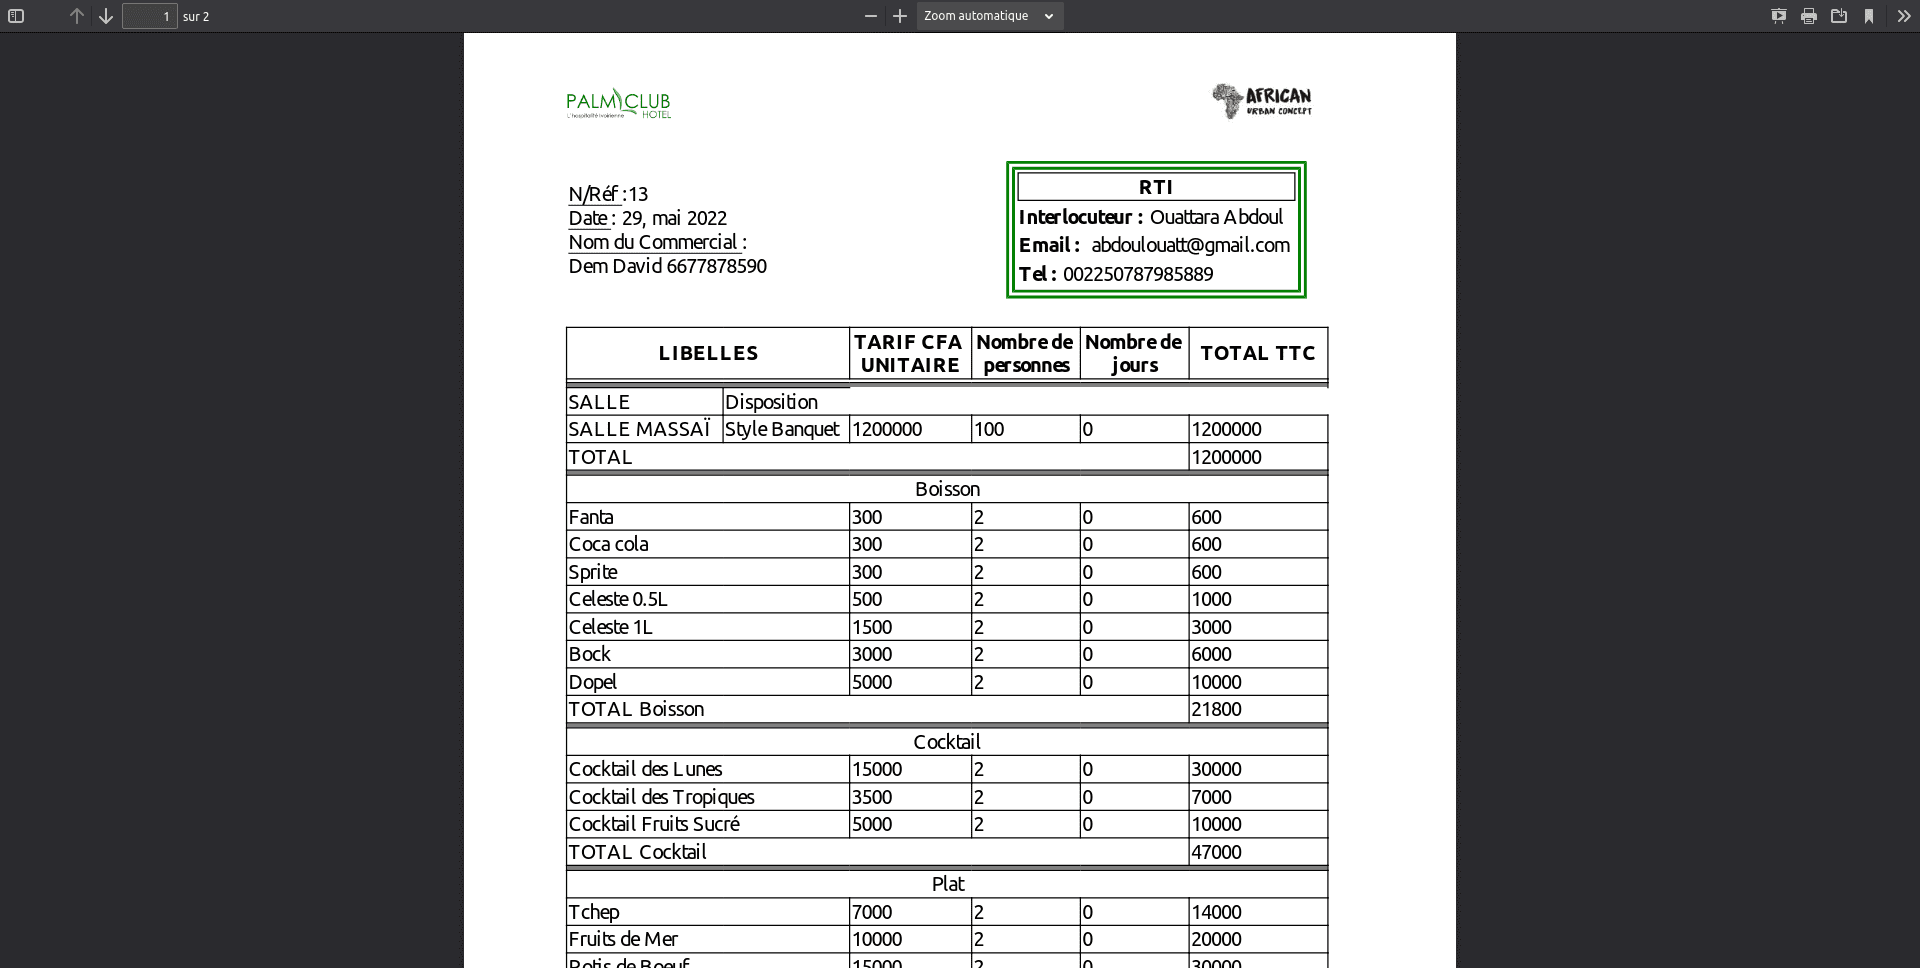 1 sur 2 Zoom automatique
PALM CLUB
L'hospitalité Ivoirienne HOTEL
AFRICAN
URBAN CONCEPT
N/Réf :13
Date : 29, mai 2022
Nom du Commercial :
Dem David 6677878590
RTI
Interlocuteur : Ouattara Abdoul
Email : abdoulouatt@gmail.com
Tel : 002250787985889
LIBELLES TARIF CFA UNITAIRE Nombre de personnes Nombre de jours TOTAL TTC
SALLE Disposition
SALLE MASSAÏ Style Banquet 1200000 100 0 1200000
TOTAL 1200000
Boisson
Fanta 300 2 0 600
Coca cola 300 2 0 600
Sprite 300 2 0 600
Celeste 0.5L 500 2 0 1000
Celeste 1L 1500 2 0 3000
Bock 3000 2 0 6000
Dopel 5000 2 0 10000
TOTAL Boisson 21800
Cocktail
Cocktail des Lunes 15000 2 0 30000
Cocktail des Tropiques 3500 2 0 7000
Cocktail Fruits Sucré 5000 2 0 10000
TOTAL Cocktail 47000
Plat
Tchep 7000 2 0 14000
Fruits de Mer 10000 2 0 20000
Rotis de Boeuf 15000 2 0 30000